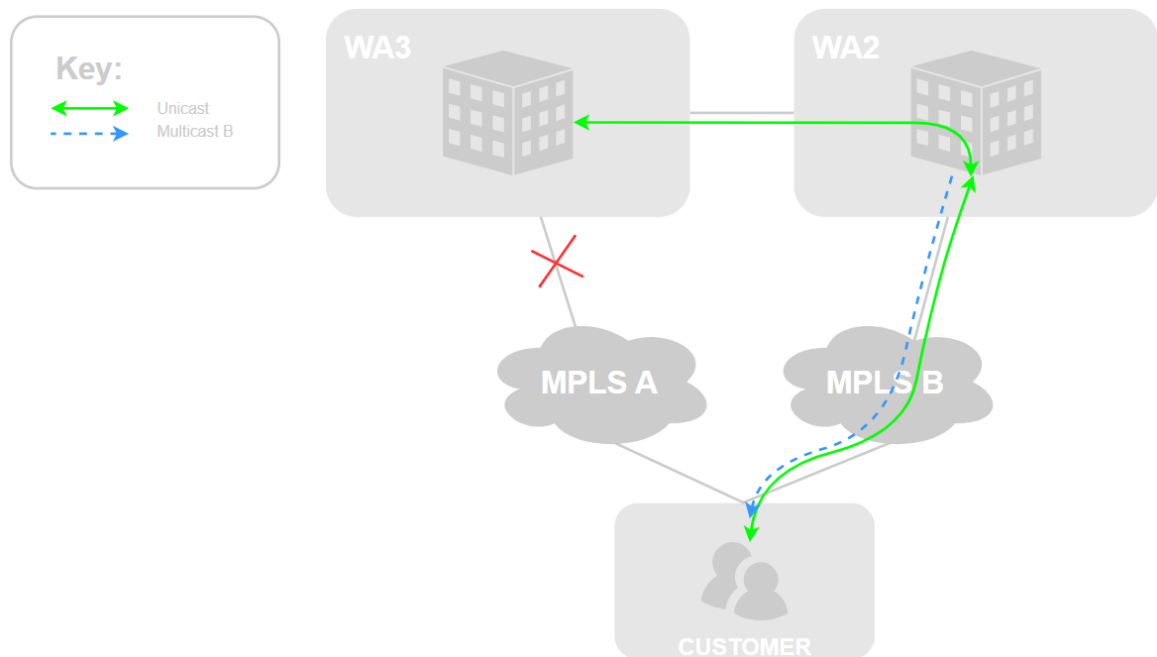 Key:
Unicast
Multicast B
WA3
WA2
MPLS A
MPLS B
CUSTOMER